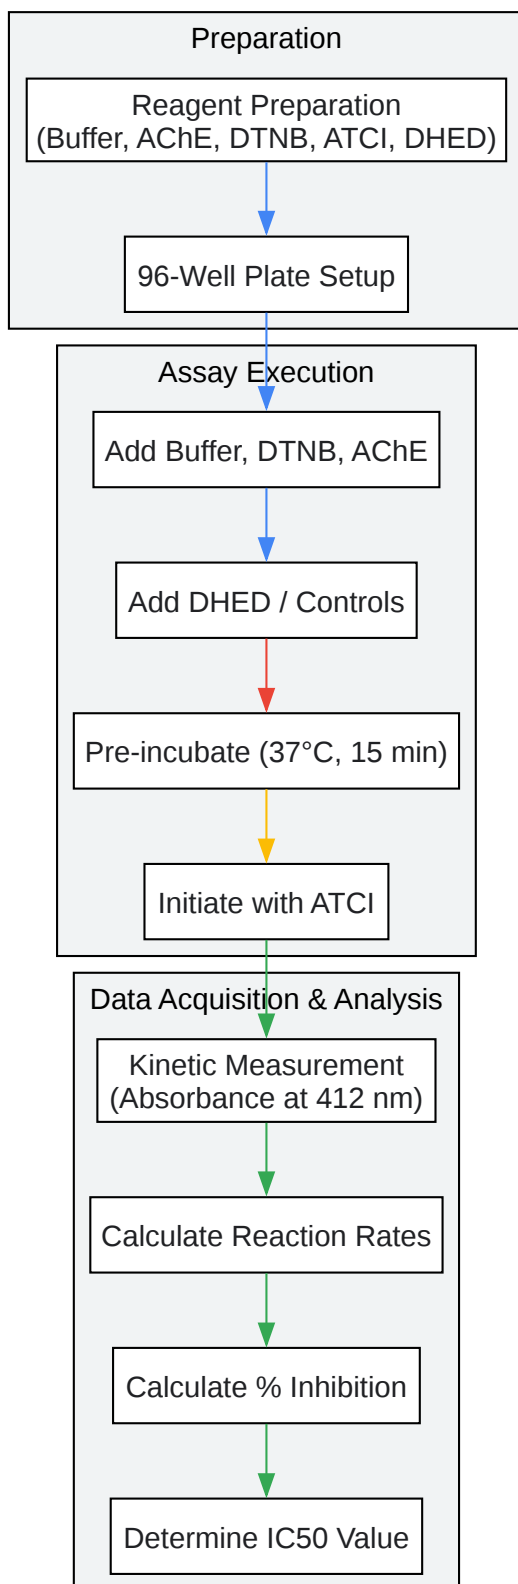 Preparation
Reagent Preparation
(Buffer, AChE, DTNB, ATCI, DHED)
96-Well Plate Setup
Assay Execution
Add Buffer, DTNB, AChE
Add DHED / Controls
Pre-incubate (37°C, 15 min)
Initiate with ATCI
Data Acquisition & Analysis
Kinetic Measurement
(Absorbance at 412 nm)
Calculate Reaction Rates
Calculate % Inhibition
Determine IC50 Value